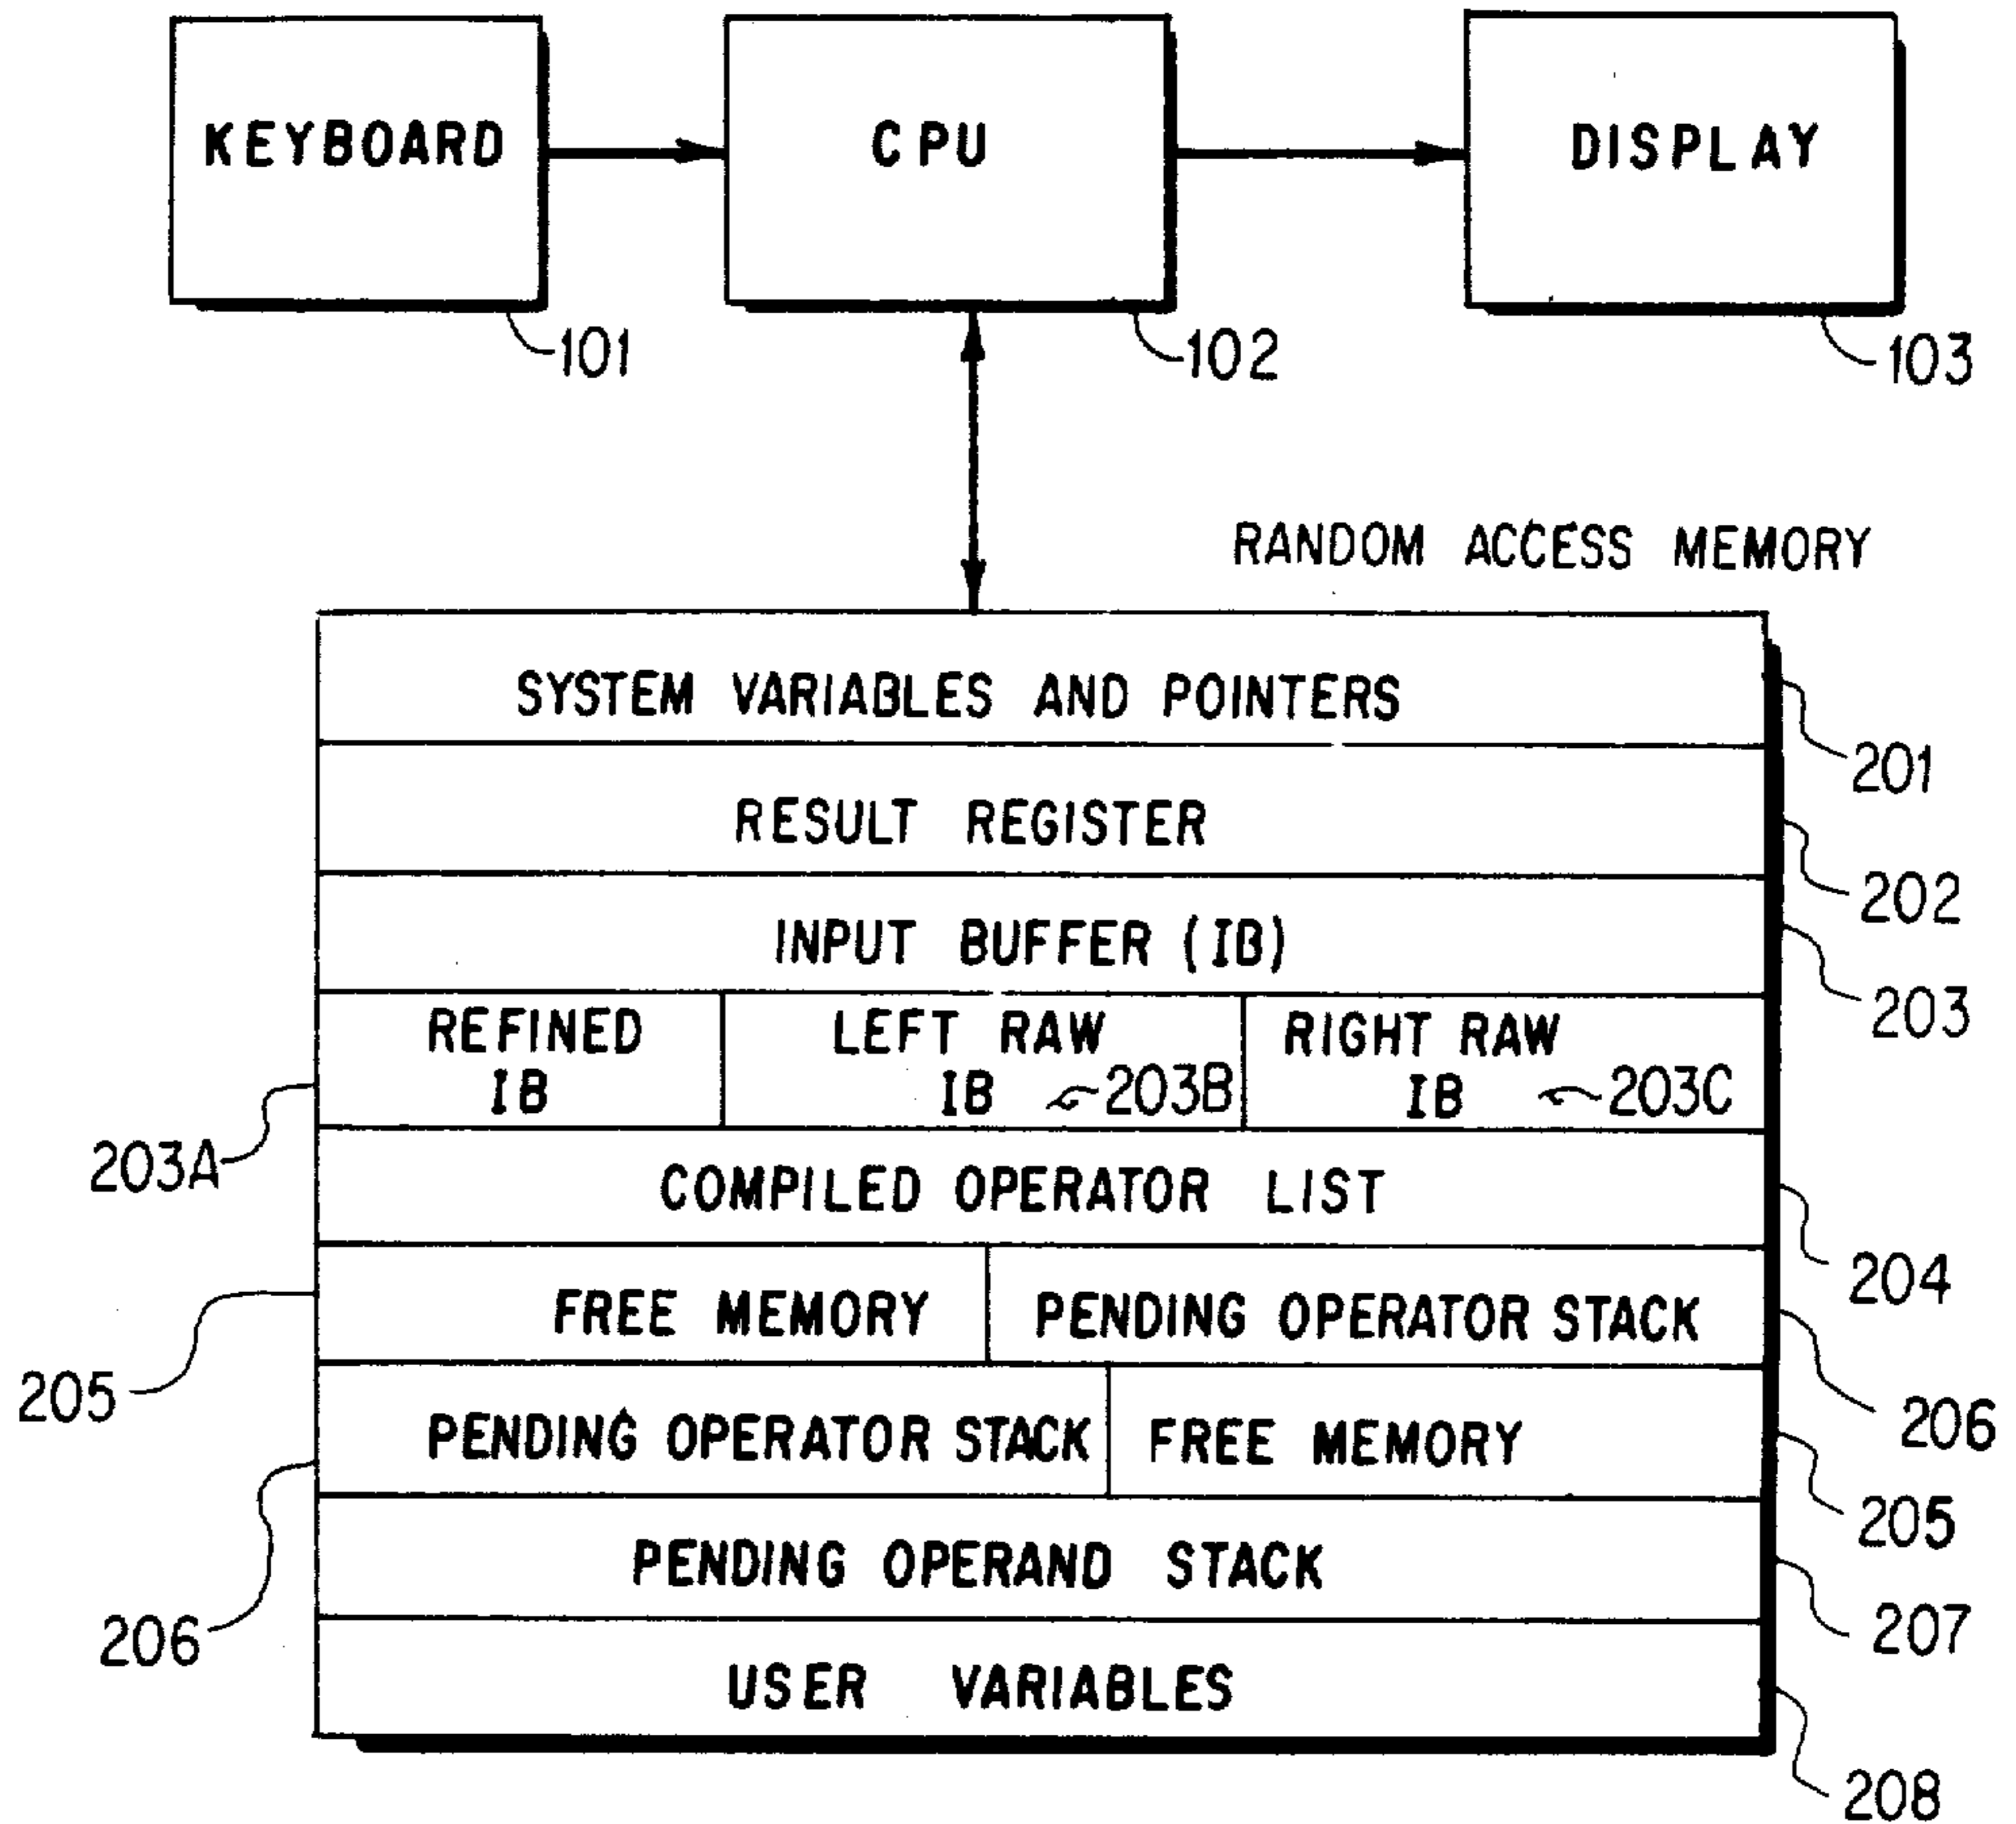 KEYBOARD
CPU
DISPLAY
101
102
103
RANDOM ACCESS MEMORY
SYSTEM VARIABLES AND POINTERS
201
RESULT REGISTER
202
INPUT BUFFER (IB)
203
REFINED
IB
203A
LEFT RAW
IB
203B
RIGHT RAW
IB
203C
COMPILED OPERATOR LIST
204
205
FREE MEMORY
PENDING OPERATOR STACK
206
206
PENDING OPERATOR STACK
FREE MEMORY
205
PENDING OPERAND STACK
207
USER VARIABLES
208